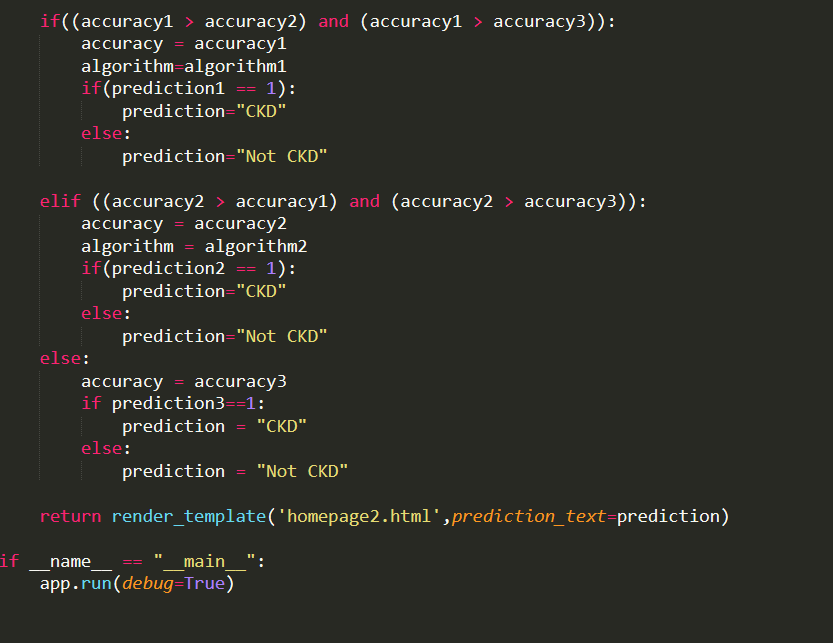 if((accuracy1 > accuracy2) and (accuracy1 > accuracy3)):
accuracy = accuracy1
algorithm=algorithm1
if(prediction1 == 1):
prediction="CKD"
else:
prediction="Not CKD"
elif ((accuracy2 > accuracy1) and (accuracy2 > accuracy3)):
accuracy = accuracy2
algorithm = algorithm2
if(prediction2 == 1):
prediction="CKD"
else:
prediction="Not CKD"
else:
accuracy = accuracy3
if prediction3==1:
prediction = "CKD"
else:
prediction = "Not CKD"
return render_template('homepage2.html',prediction_text=prediction)
if __name__ == "__main__":
app.run(debug=True)